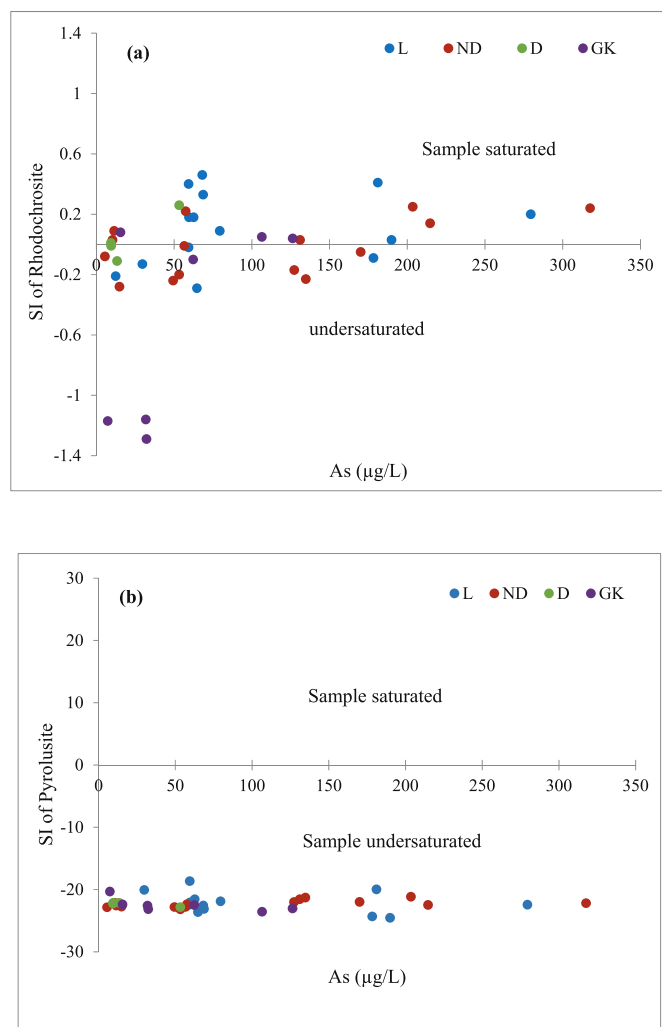 (a)
L ND D GK
1.4
1
0.6
0.2
-0.2
-0.6
-1
-1.4
SI of Rhodochrosite
Sample saturated
0 50 100 150 200 250 300 350
undersaturated
As (µg/L)
(b)
L ND D GK
30
20
10
0
-10
-20
-30
SI of Pyrolusite
Sample saturated
0 50 100 150 200 250 300 350
Sample undersaturated
As (µg/L)